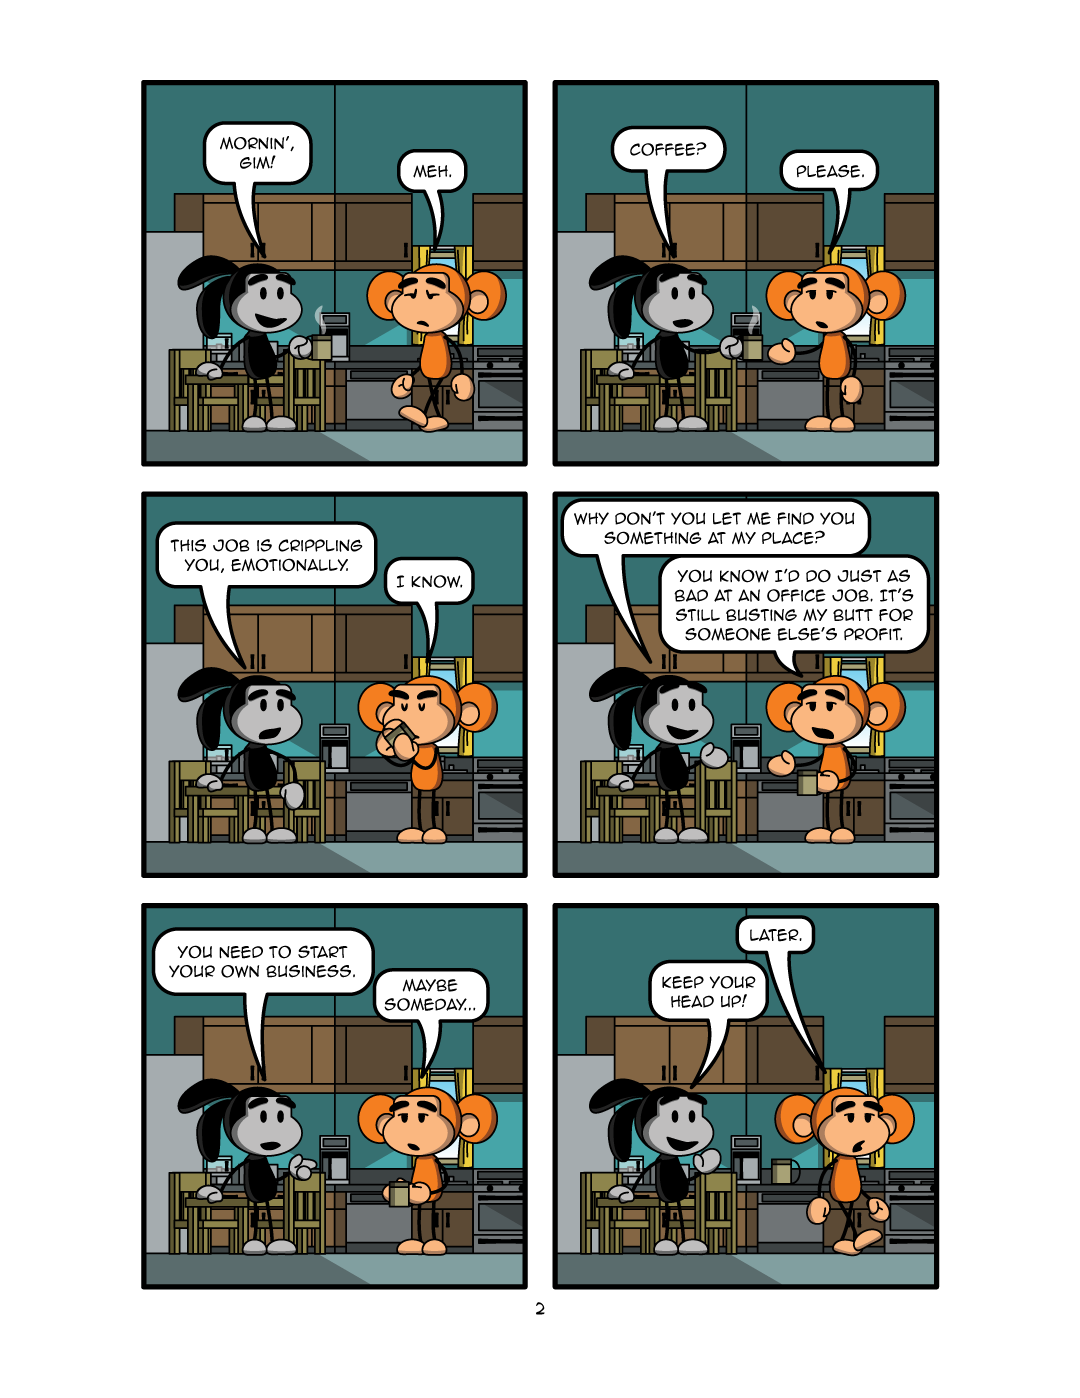 MORNIN',
GIM!
MEH.
COFFEE?
PLEASE.
THIS JOB IS CRIPPLING
YOU, EMOTIONALLY.
I KNOW.
WHY DON'T YOU LET ME FIND YOU
SOMETHING AT MY PLACE?
YOU KNOW I'D DO JUST AS
BAD AT AN OFFICE JOB. IT'S
STILL BUSTING MY BUTT FOR
SOMEONE ELSE'S PROFIT.
YOU NEED TO START
YOUR OWN BUSINESS.
MAYBE
SOMEDAY...
KEEP YOUR
HEAD UP!
LATER.
2